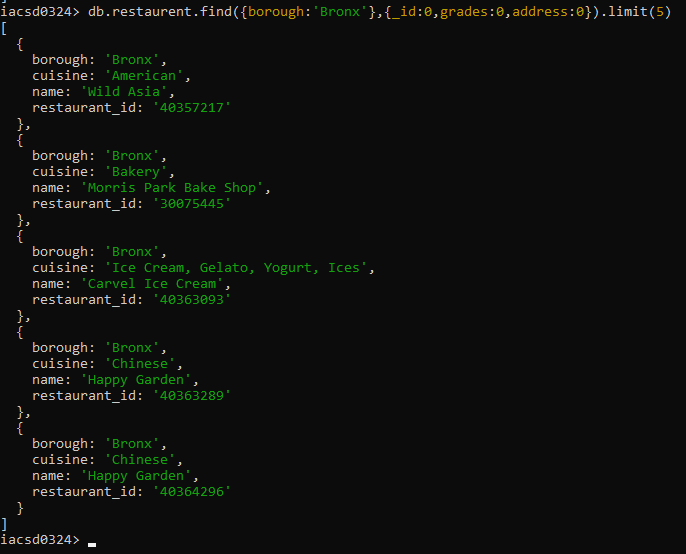 iacsd0324> db.restaurent.find({borough:'Bronx'},{_id:0,grades:0,address:0}).limit(5)
[
  {
    borough: 'Bronx',
    cuisine: 'American',
    name: 'Wild Asia',
    restaurant_id: '40357217'
  },
  {
    borough: 'Bronx',
    cuisine: 'Bakery',
    name: 'Morris Park Bake Shop',
    restaurant_id: '30075445'
  },
  {
    borough: 'Bronx',
    cuisine: 'Ice Cream, Gelato, Yogurt, Ices',
    name: 'Carvel Ice Cream',
    restaurant_id: '40363093'
  },
  {
    borough: 'Bronx',
    cuisine: 'Chinese',
    name: 'Happy Garden',
    restaurant_id: '40363289'
  },
  {
    borough: 'Bronx',
    cuisine: 'Chinese',
    name: 'Happy Garden',
    restaurant_id: '40364296'
  }
]
iacsd0324>